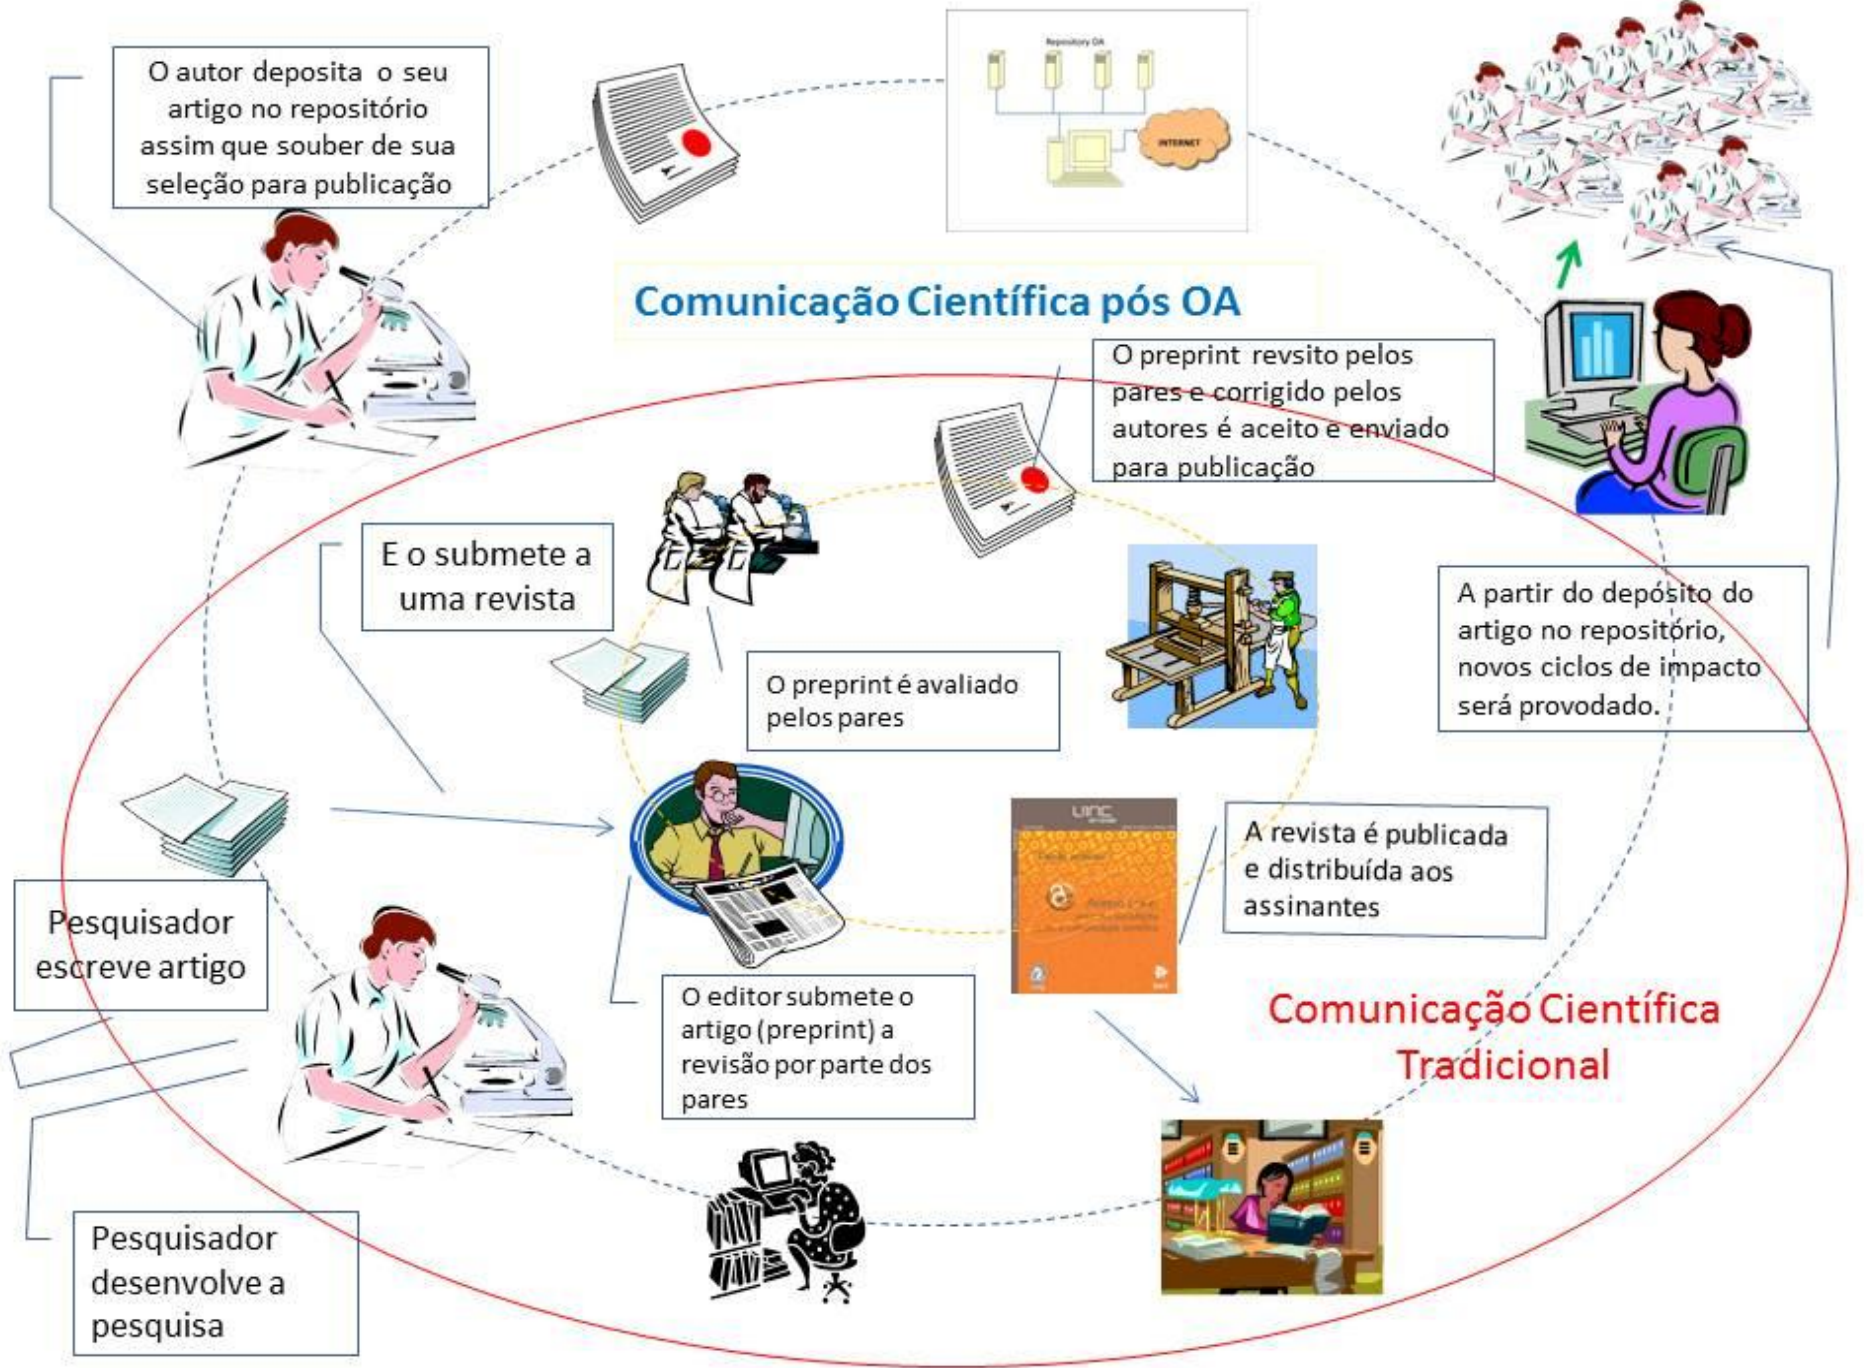 Repository OA
INTERNET
O autor deposita o seu
artigo no repositório
assim que souber de sua
seleção para publicação
Comunicação Científica pós OA
O preprint revsito pelos
pares e corrigido pelos
autores é aceito e enviado
para publicação
E o submete a
uma revista
O preprint é avaliado
pelos pares
A partir do depósito do
artigo no repositório,
novos ciclos de impacto
será provodado.
A revista é publicada
e distribuída aos
assinantes
Pesquisador
escreve artigo
O editor submete o
artigo (preprint) a
revisão por parte dos
pares
Comunicação Científica
Tradicional
Pesquisador
desenvolve a
pesquisa